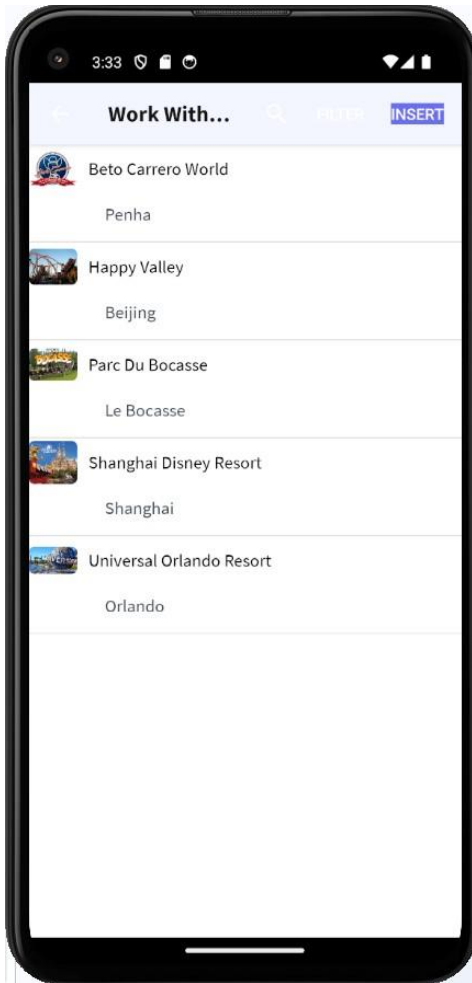 3:33
Work With... FILTER INSERT
Beto Carrero World
Penha
Happy Valley
Beijing
Parc Du Bocasse
Le Bocasse
Shanghai Disney Resort
Shanghai
Universal Orlando Resort
Orlando